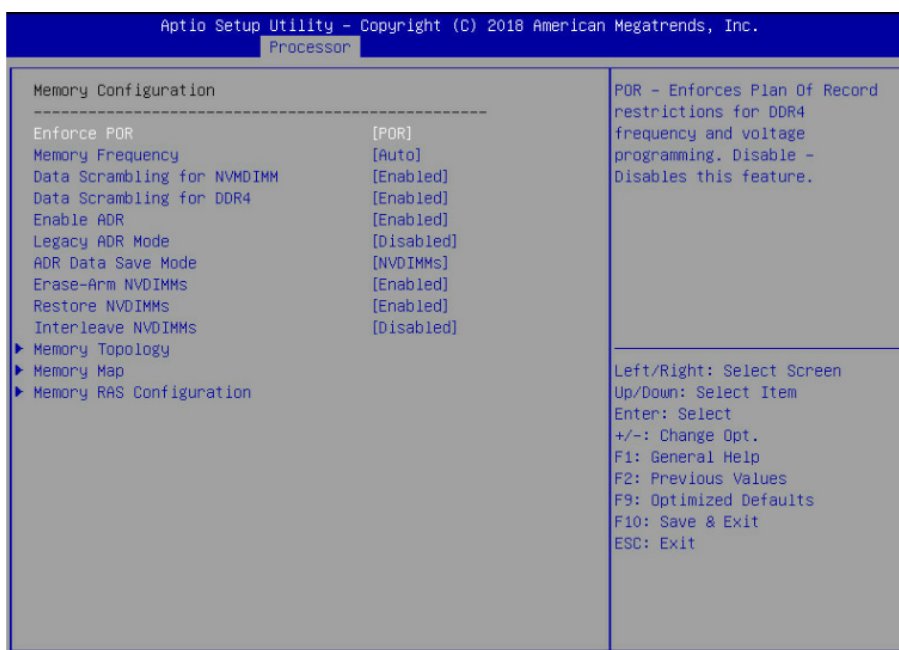 Aptio Setup Utility – Copyright (C) 2018 American Megatrends, Inc.
Processor
Memory Configuration
--------------------------------------------------
Enforce POR [POR]
Memory Frequency [Auto]
Data Scrambling for NVMDIMM [Enabled]
Data Scrambling for DDR4 [Enabled]
Enable ADR [Enabled]
Legacy ADR Mode [Disabled]
ADR Data Save Mode [NVDIMMs]
Erase-Arm NVDIMMs [Enabled]
Restore NVDIMMs [Enabled]
Interleave NVDIMMs [Disabled]
Memory Topology
Memory Map
Memory RAS Configuration
POR – Enforces Plan Of Record
restrictions for DDR4
frequency and voltage
programming. Disable –
Disables this feature.
Left/Right: Select Screen
Up/Down: Select Item
Enter: Select
+/-: Change Opt.
F1: General Help
F2: Previous Values
F9: Optimized Defaults
F10: Save & Exit
ESC: Exit